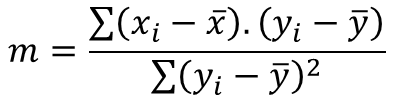 m = ∑(xᵢ − x̄).(yᵢ − ȳ) / ∑(yᵢ − ȳ)²